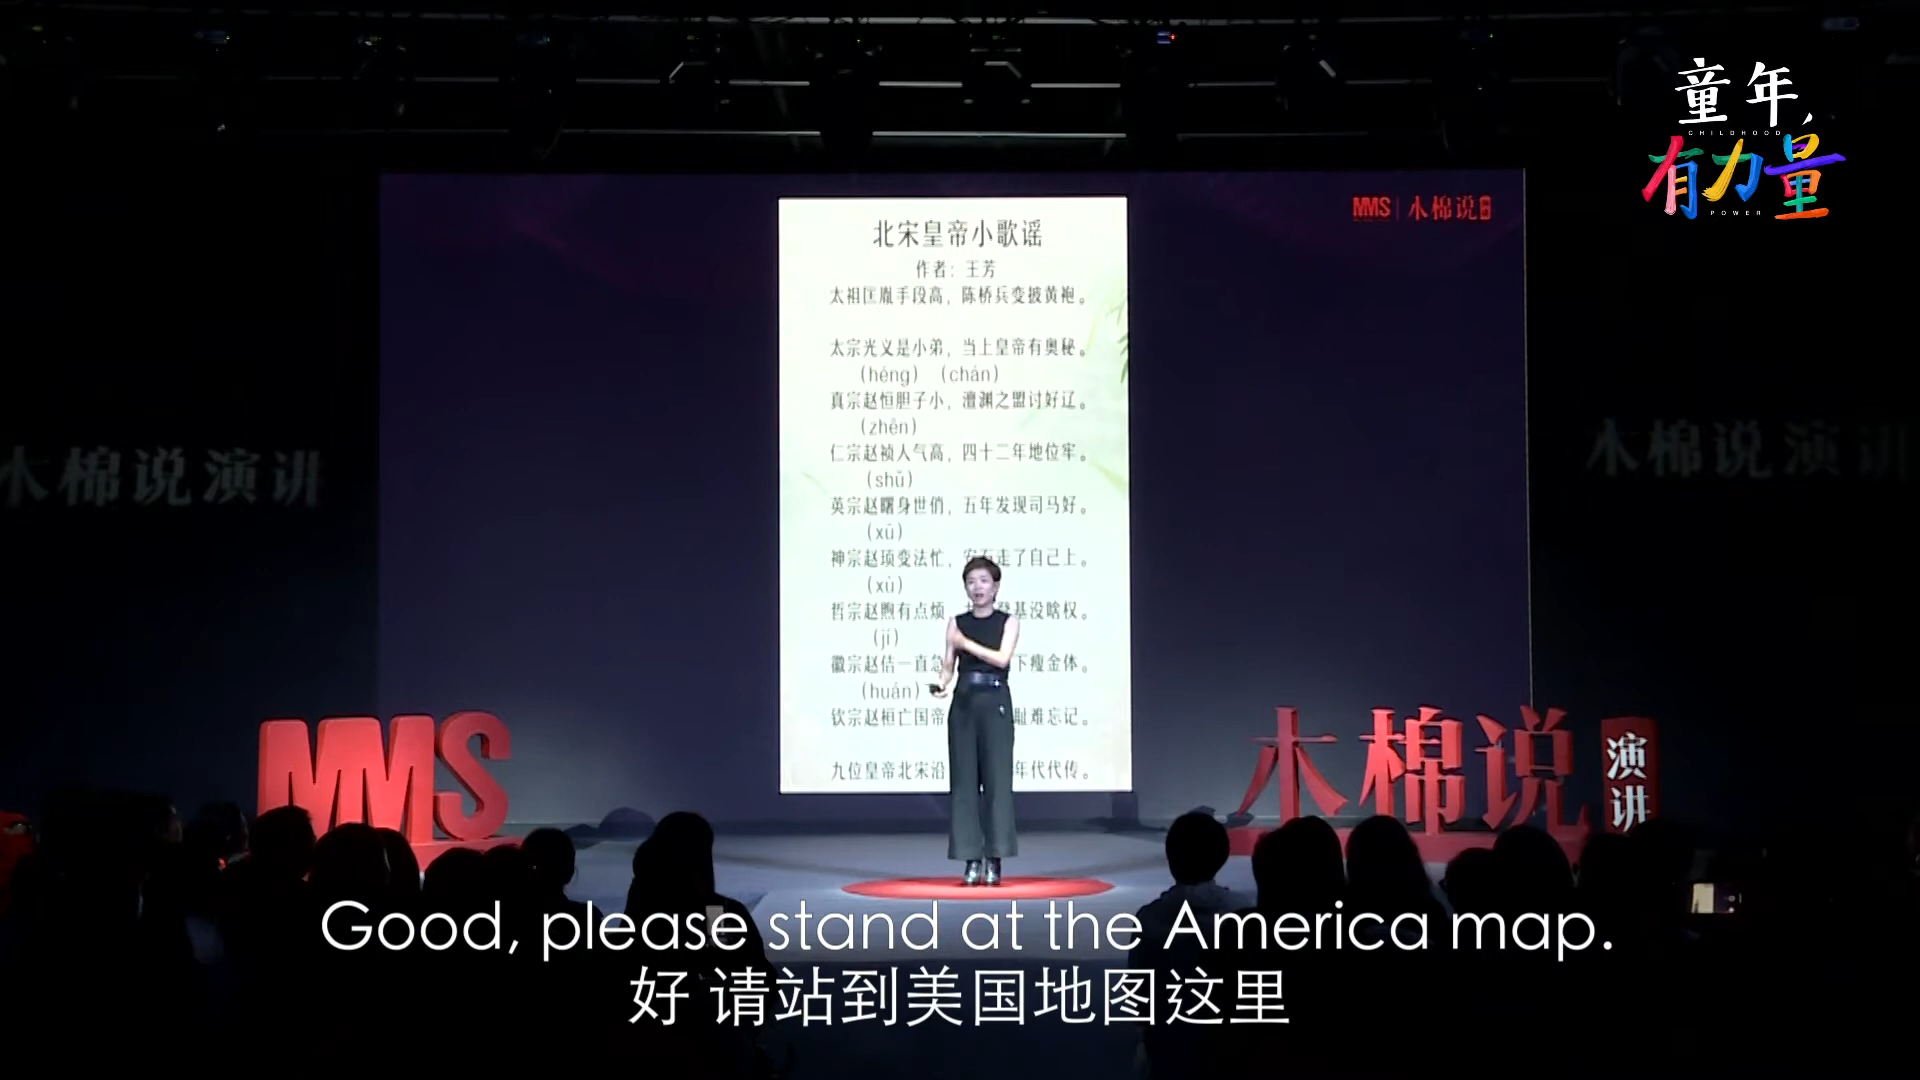 童年,
CHILDHOOD
有力量
POWER
MMS 木棉说
北宋皇帝小歌谣
作者：王芳
太祖匡胤手段高，陈桥兵变披黄袍。
太宗光义是小弟，当上皇帝有奥秘。
（héng）（chán）
真宗赵恒胆子小，澶渊之盟讨好辽。
（zhēn）
仁宗赵祯人气高，四十二年地位牢。
（shǔ）
英宗赵曙身世俏，五年发现司马好。
（xū）
神宗赵顼变法忙，安石走了自己上。
（xù）
哲宗赵煦有点烦，登基没啥权。
（jí）
徽宗赵佶一直急 下瘦金体。
（huán）
钦宗赵桓亡国帝 耻难忘记。
九位皇帝北宋沿 年代代传。
木棉说演讲
木棉说演讲
MMS
木棉说
演讲
Good, please stand at the America map.
好 请站到美国地图这里